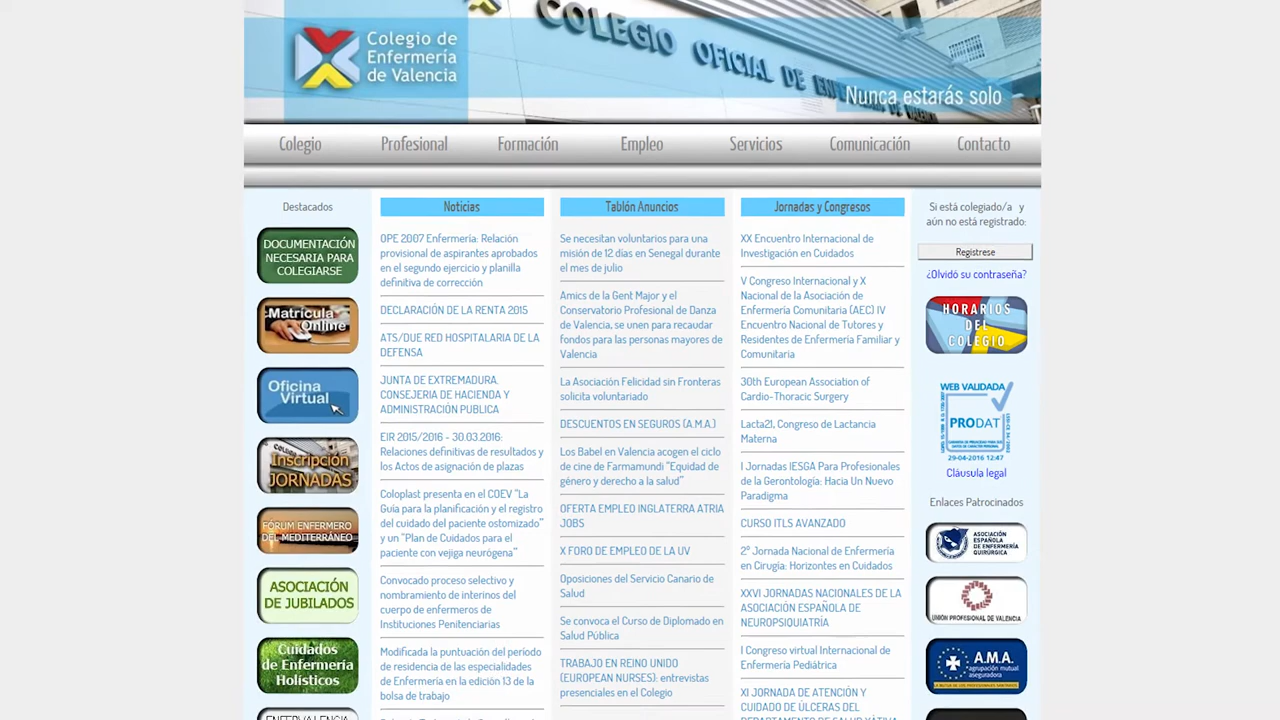 COLEGIO OFICIAL DE ENFERMERÍA DE VALENCIA
Colegio de
Enfermería
de Valencia
Nunca estarás solo
Colegio Profesional Formación Empleo Servicios Comunicación Contacto
Destacados
DOCUMENTACIÓN
NECESARIA PARA
COLEGIARSE
Matrícula
Online
Oficina
Virtual
Inscripción
JORNADAS
FÓRUM ENFERMERO
DEL MEDITERRÁNEO
ASOCIACIÓN
DE JUBILADOS
Cuidados
de Enfermería
Holísticos
ENFERVALENCIA
Noticias
OPE 2007 Enfermería: Relación
provisional de aspirantes aprobados
en el segundo ejercicio y planilla
definitiva de corrección
DECLARACIÓN DE LA RENTA 2015
ATS/DUE RED HOSPITALARIA DE LA
DEFENSA
JUNTA DE EXTREMADURA.
CONSEJERIA DE HACIENDA Y
ADMINISTRACIÓN PUBLICA
EIR 2015/2016 - 30.03.2016:
Relaciones definitivas de resultados y
los Actos de asignación de plazas
Coloplast presenta en el COEV "La
Guía para la planificación y el registro
del cuidado del paciente ostomizado"
y un "Plan de Cuidados para el
paciente con vejiga neurógena"
Convocado proceso selectivo y
nombramiento de interinos del
cuerpo de enfermeros de
Instituciones Penitenciarias
Modificada la puntuación del periodo
de residencia de las especialidades
de Enfermería en la edición 13 de la
bolsa de trabajo
Tablón Anuncios
Se necesitan voluntarios para una
misión de 12 días en Senegal durante
el mes de julio
Amics de la Gent Major y el
Conservatorio Profesional de Danza
de Valencia, se unen para recaudar
fondos para las personas mayores de
Valencia
La Asociación Felicidad sin Fronteras
solicita voluntariado
DESCUENTOS EN SEGUROS (A.M.A.)
Los Babel en Valencia acogen el ciclo
de cine de Farmamundi "Equidad de
género y derecho a la salud"
OFERTA EMPLEO INGLATERRA ATRIA
JOBS
X FORO DE EMPLEO DE LA UV
Oposiciones del Servicio Canario de
Salud
Se convoca el Curso de Diplomado en
Salud Pública
TRABAJO EN REINO UNIDO
(EUROPEAN NURSES): entrevistas
presenciales en el Colegio
Jornadas y Congresos
XX Encuentro Internacional de
Investigación en Cuidados
V Congreso Internacional y X
Nacional de la Asociación de
Enfermería Comunitaria (AEC) IV
Encuentro Nacional de Tutores y
Residentes de Enfermería Familiar y
Comunitaria
30th European Association of
Cardio-Thoracic Surgery
Lacta21, Congreso de Lactancia
Materna
I Jornadas IESGA Para Profesionales
de la Gerontología: Hacia Un Nuevo
Paradigma
CURSO ITLS AVANZADO
2º Jornada Nacional de Enfermería
en Cirugía: Horizontes en Cuidados
XXVI JORNADAS NACIONALES DE LA
ASOCIACIÓN ESPAÑOLA DE
NEUROPSIQUIATRÍA
I Congreso virtual Internacional de
Enfermería Pediátrica
XI JORNADA DE ATENCIÓN Y
CUIDADO DE ÚLCERAS DEL
DEPARTAMENTO DE SALUD XÁTIVA
Si está colegiado/a y
aún no está registrado:
Regístrese
¿Olvidó su contraseña?
HORARIOS
DEL
COLEGIO
WEB VALIDADA
PRODAT
29-04-2016 12:47
Cláusula legal
Enlaces Patrocinados
ASOCIACIÓN
ESPAÑOLA
DE ENFERMERÍA
QUIRÚRGICA
UNIÓN PROFESIONAL DE VALENCIA
A.M.A.
agrupación mutual
aseguradora
LA MUTUA DE LOS PROFESIONALES SANITARIOS